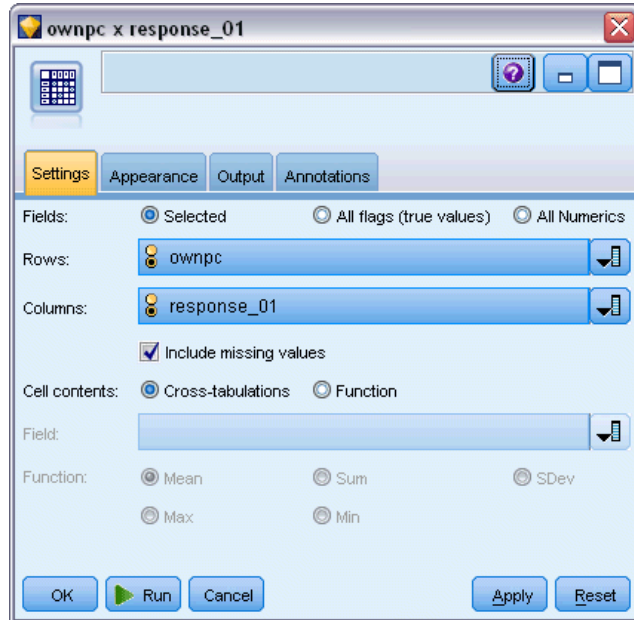 ownpc x response_01
Settings Appearance Output Annotations
Fields: Selected All flags (true values) All Numerics
Rows: ownpc
Columns: response_01
Include missing values
Cell contents: Cross-tabulations Function
Field:
Function: Mean Sum SDev
Max Min
OK Run Cancel Apply Reset